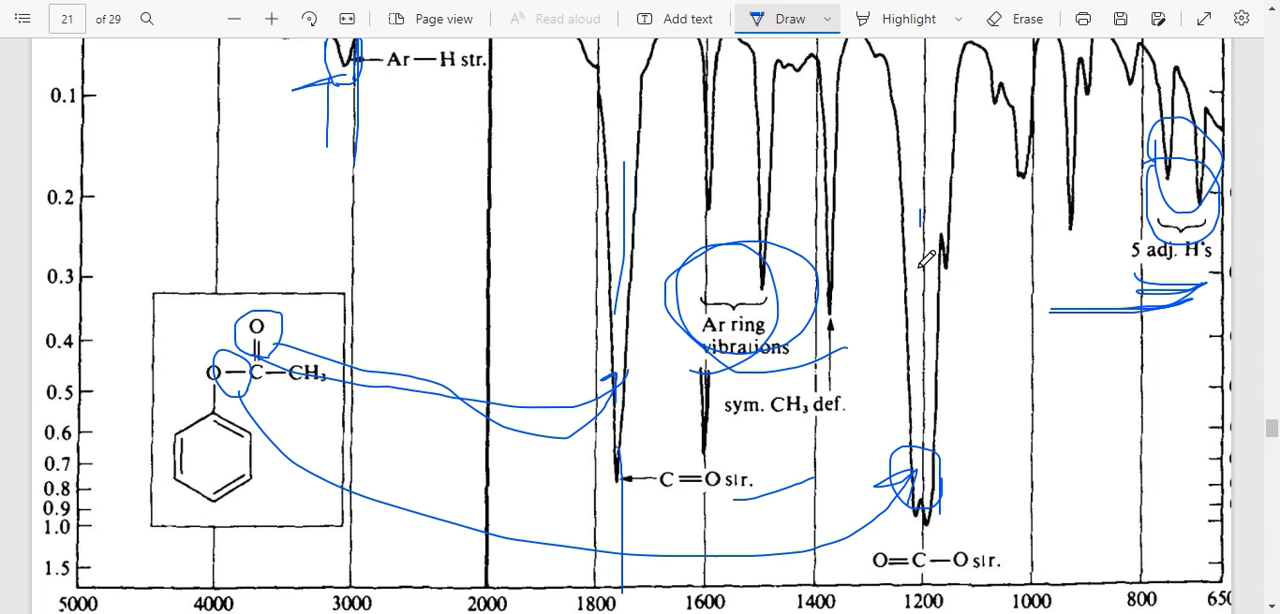 21 of 29 Page view Read aloud Add text Draw Highlight Erase
Ar—H str.
0.1
0.2
5 adj. H's
0.3
Ar ring
vibrations
O
0.4
O—C—CH₃
0.5
sym. CH₃ def.
0.6
0.7
C=O str.
0.8
0.9
1.0
O=C—O str.
1.5
5000 4000 3000 2000 1800 1600 1400 1200 1000 800 650